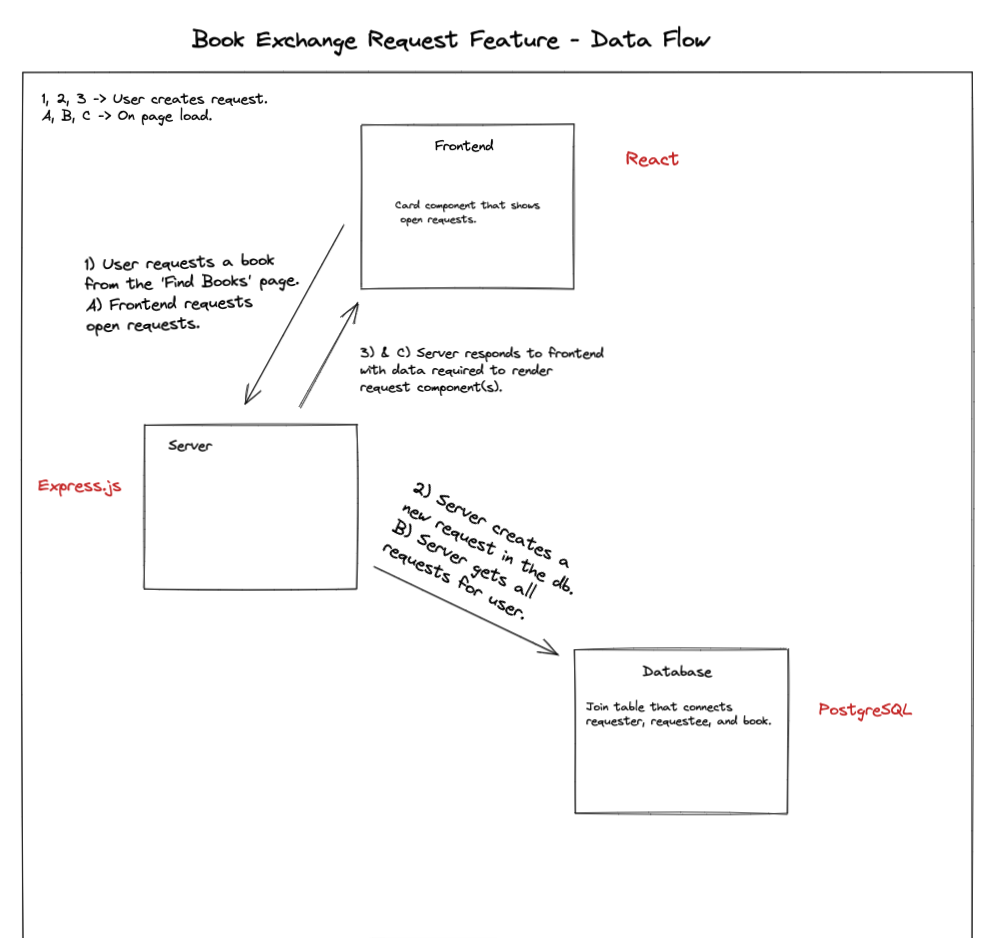 Book Exchange Request Feature - Data Flow
1, 2, 3 -> User creates request.
A, B, C -> On page load.
Frontend
React
Card component that shows
open requests.
1) User requests a book
from the 'Find Books' page.
A) Frontend requests
open requests.
3) & C) Server responds to frontend
with data required to render
request component(s).
Server
Express.js
2) Server creates a
new request in the db.
B) Server gets all
requests for user.
Database
Join table that connects
requester, requestee, and book.
PostgreSQL